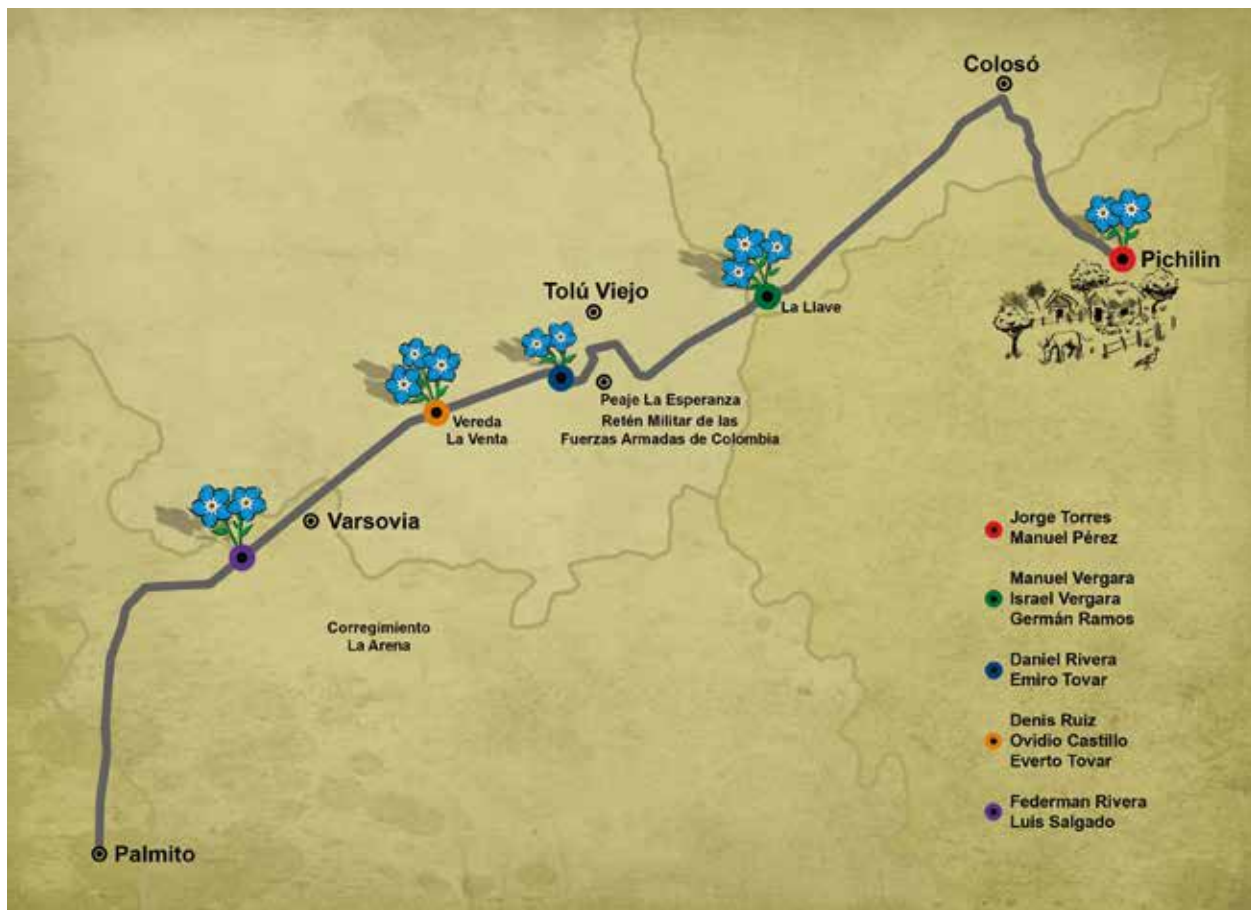 Colosó
Pichilin
La Llave
Tolú Viejo
Peaje La Esperanza
Retén Militar de las
Fuerzas Armadas de Colombia
Vereda
La Venta
Varsovia
Corregimiento
La Arena
Palmito
Jorge Torres
Manuel Pérez
Manuel Vergara
Israel Vergara
Germán Ramos
Daniel Rivera
Emiro Tovar
Denis Ruiz
Ovidio Castillo
Everto Tovar
Federman Rivera
Luis Salgado